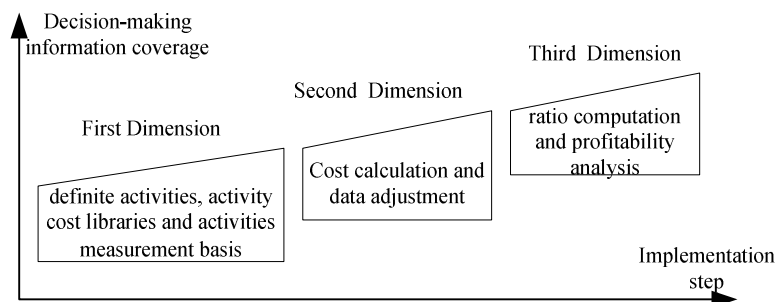 Decision-making
information coverage
Third  Dimension
Second  Dimension
First Dimension
ratio computation
and profitability
analysis
Cost calculation and
data adjustment
definite activities, activity
cost libraries and activities
measurement basis
Implementation
step